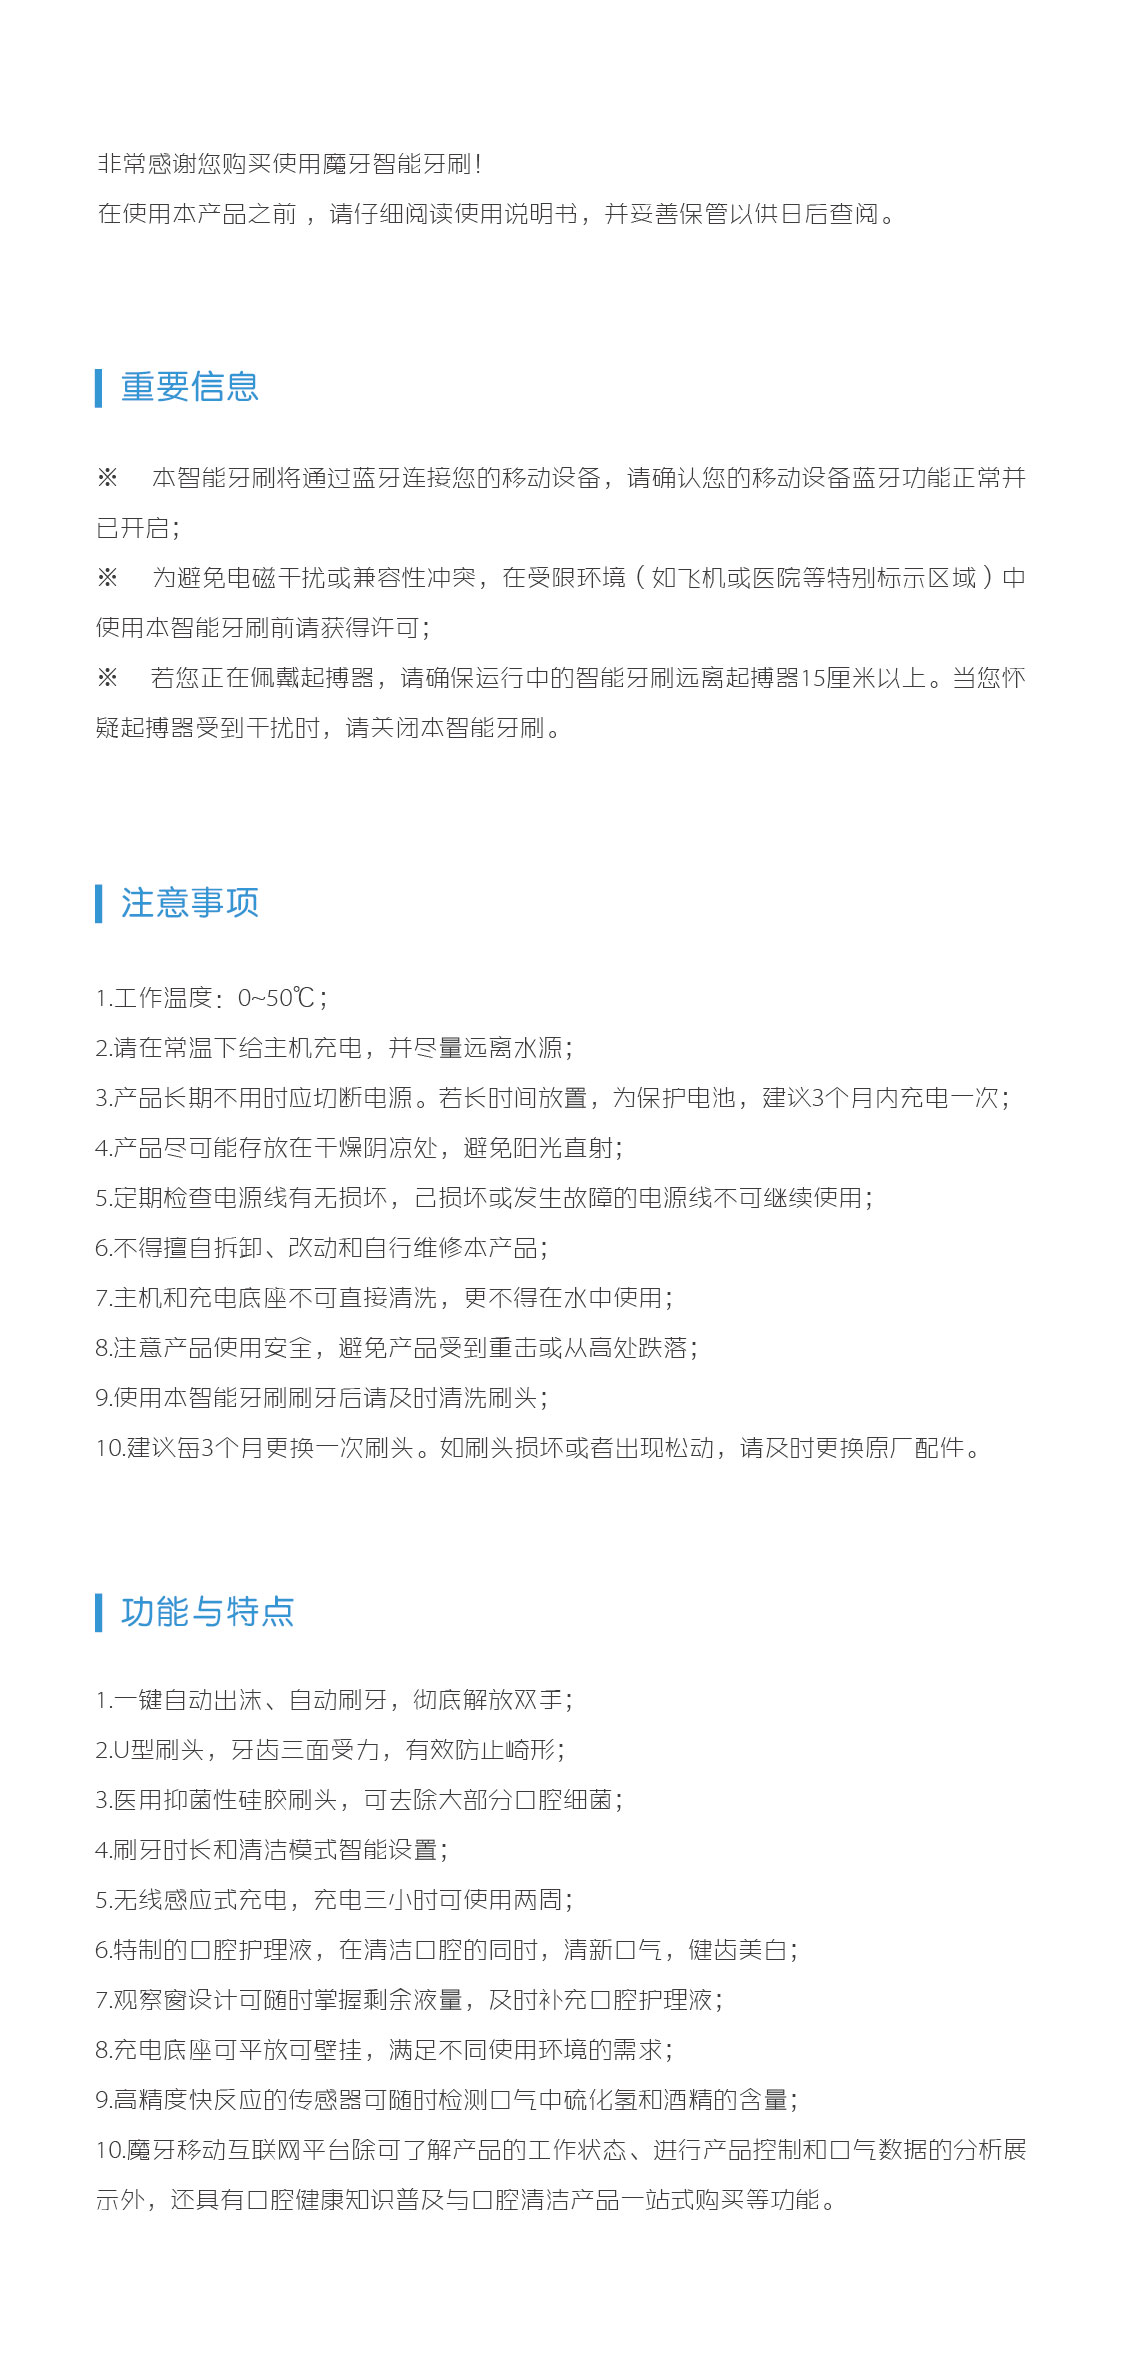 非常感谢您购买使用魔牙智能牙刷！
在使用本产品之前 ，请仔细阅读使用说明书，并妥善保管以供日后查阅。
重要信息
※ 本智能牙刷将通过蓝牙连接您的移动设备，请确认您的移动设备蓝牙功能正常并
已开启；
※ 为避免电磁干扰或兼容性冲突，在受限环境（如飞机或医院等特别标示区域）中
使用本智能牙刷前请获得许可；
※ 若您正在佩戴起搏器，请确保运行中的智能牙刷远离起搏器15厘米以上。当您怀
疑起搏器受到干扰时，请关闭本智能牙刷。
注意事项
1.工作温度：0~50℃；
2.请在常温下给主机充电，并尽量远离水源；
3.产品长期不用时应切断电源。若长时间放置，为保护电池，建议3个月内充电一次；
4.产品尽可能存放在干燥阴凉处，避免阳光直射；
5.定期检查电源线有无损坏，己损坏或发生故障的电源线不可继续使用；
6.不得擅自拆卸、改动和自行维修本产品；
7.主机和充电底座不可直接清洗，更不得在水中使用；
8.注意产品使用安全，避免产品受到重击或从高处跌落；
9.使用本智能牙刷刷牙后请及时清洗刷头；
10.建议每3个月更换一次刷头。如刷头损坏或者出现松动，请及时更换原厂配件。
功能与特点
1.一键自动出沫、自动刷牙，彻底解放双手；
2.U型刷头，牙齿三面受力，有效防止崎形；
3.医用抑菌性硅胶刷头，可去除大部分口腔细菌；
4.刷牙时长和清洁模式智能设置；
5.无线感应式充电，充电三小时可使用两周；
6.特制的口腔护理液，在清洁口腔的同时，清新口气，健齿美白；
7.观察窗设计可随时掌握剩余液量，及时补充口腔护理液；
8.充电底座可平放可壁挂，满足不同使用环境的需求；
9.高精度快反应的传感器可随时检测口气中硫化氢和酒精的含量；
10.魔牙移动互联网平台除可了解产品的工作状态、进行产品控制和口气数据的分析展
示外，还具有口腔健康知识普及与口腔清洁产品一站式购买等功能。